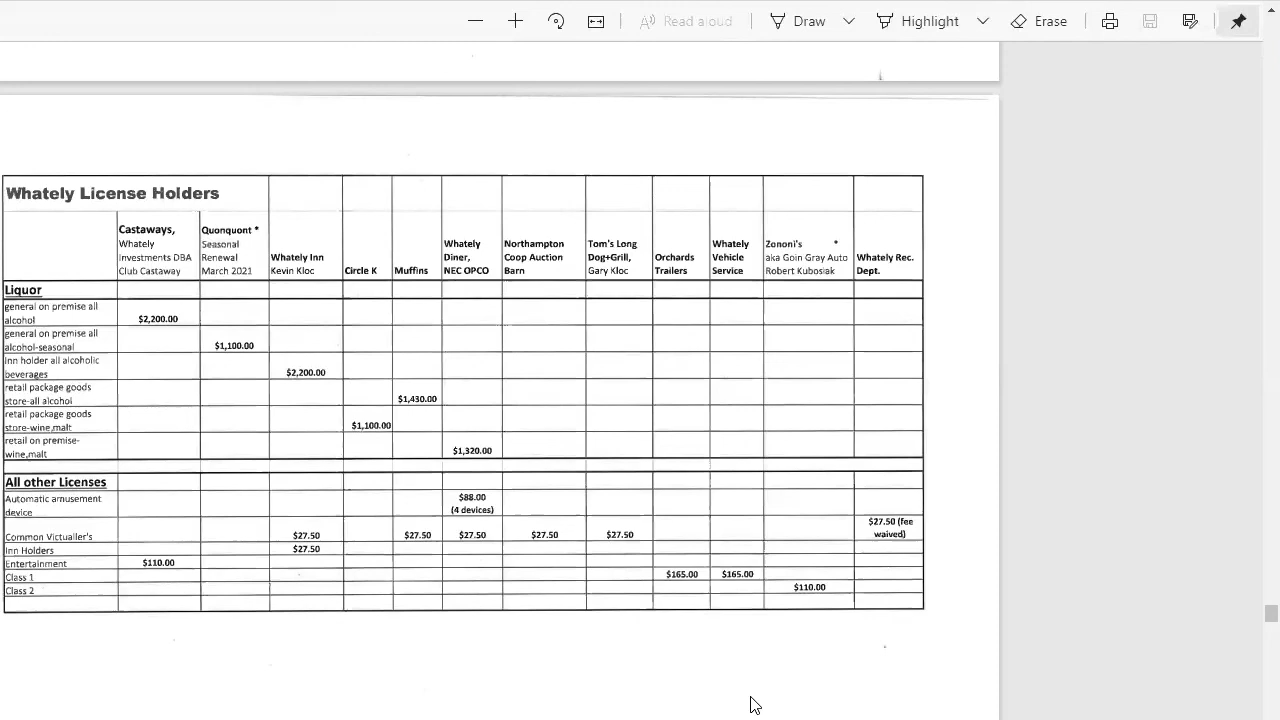 Read aloud
Draw
Highlight
Erase
Whately License Holders
Castaways,
Whately
Investments DBA
Club Castaway
Quonquont *
Seasonal
Renewal
March 2021
Whately Inn
Kevin Kloc
Circle K
Muffins
Whately
Diner,
NEC OPCO
Northampton
Coop Auction
Barn
Tom's Long
Dog+Grill,
Gary Kloc
Orchards
Trailers
Whately
Vehicle
Service
Zononi's *
aka Goin Gray Auto
Robert Kubosiak
Whately Rec.
Dept.
Liquor
general on premise all
alcohol $2,200.00
general on premise all
alcohol-seasonal $1,100.00
Inn holder all alcoholic
beverages $2,200.00
retail package goods
store-all alcohol $1,430.00
retail package goods
store-wine,malt $1,100.00
retail on premise-
wine,malt $1,320.00
All other Licenses
Automatic amusement $88.00
device (4 devices)
$27.50 (fee
Common Victualler's $27.50 $27.50 $27.50 $27.50 $27.50 waived)
Inn Holders $27.50
Entertainment $110.00
Class 1 $165.00 $165.00
Class 2 $110.00